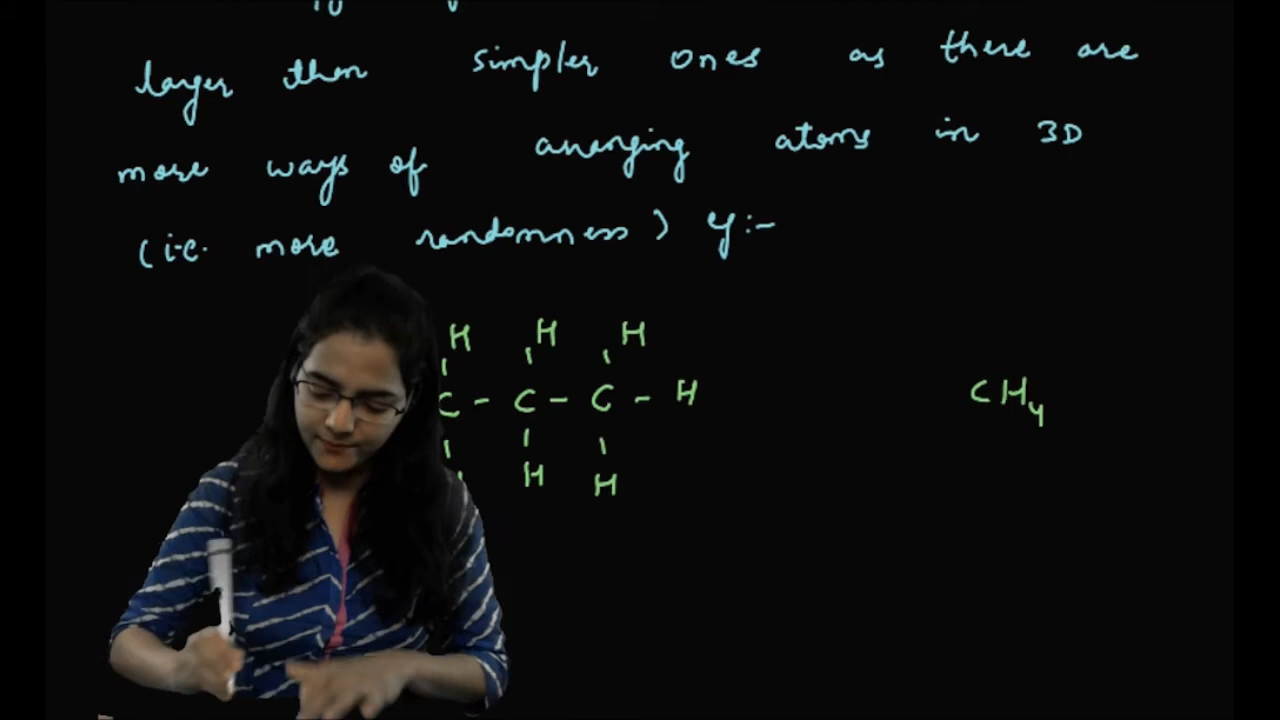 larger than simpler ones as there are
more ways of arranging atoms in 3D
(i.e. more randomness) eg:-
H H H
C - C - C - H CH4
H H